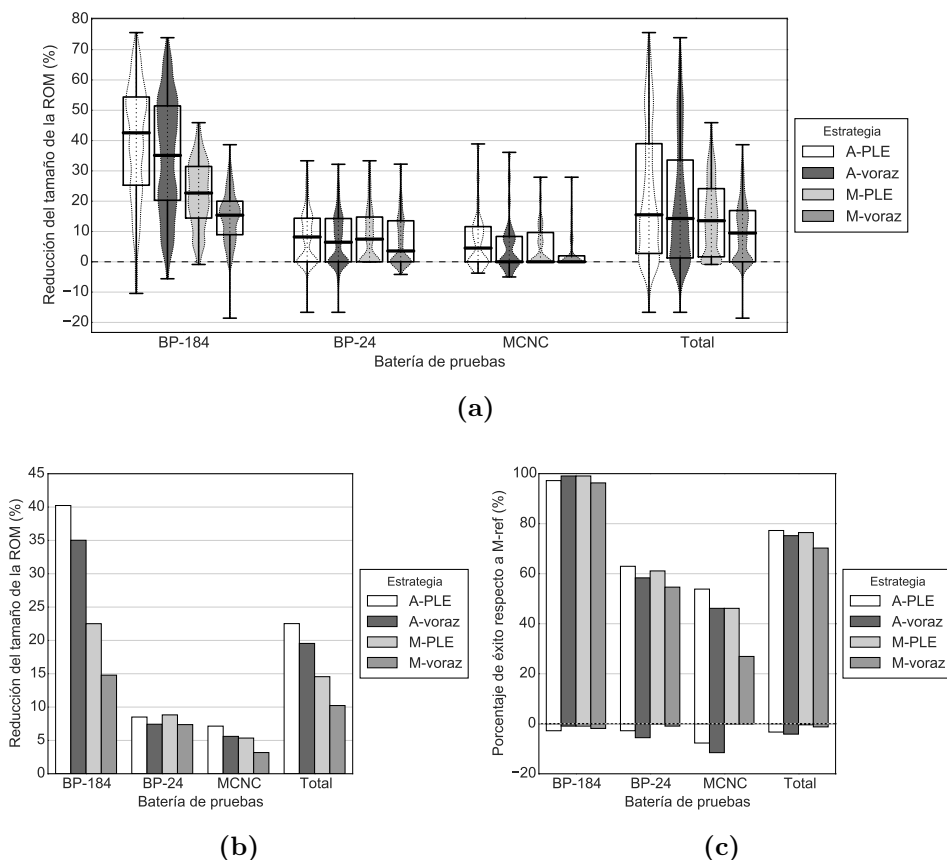 80
70
60
50
40
30
20
10
0
−10
−20
Reducción del tamaño de la ROM (%)
BP-184 BP-24 MCNC Total
Batería de pruebas
Estrategia
A-PLE
A-voraz
M-PLE
M-voraz
(a)
45
40
35
30
25
20
15
10
5
0
Reducción del tamaño de la ROM (%)
BP-184 BP-24 MCNC Total
Batería de pruebas
Estrategia
A-PLE
A-voraz
M-PLE
M-voraz
(b)
100
80
60
40
20
0
−20
Porcentaje de éxito respecto a M-ref (%)
BP-184 BP-24 MCNC Total
Batería de pruebas
Estrategia
A-PLE
A-voraz
M-PLE
M-voraz
(c)